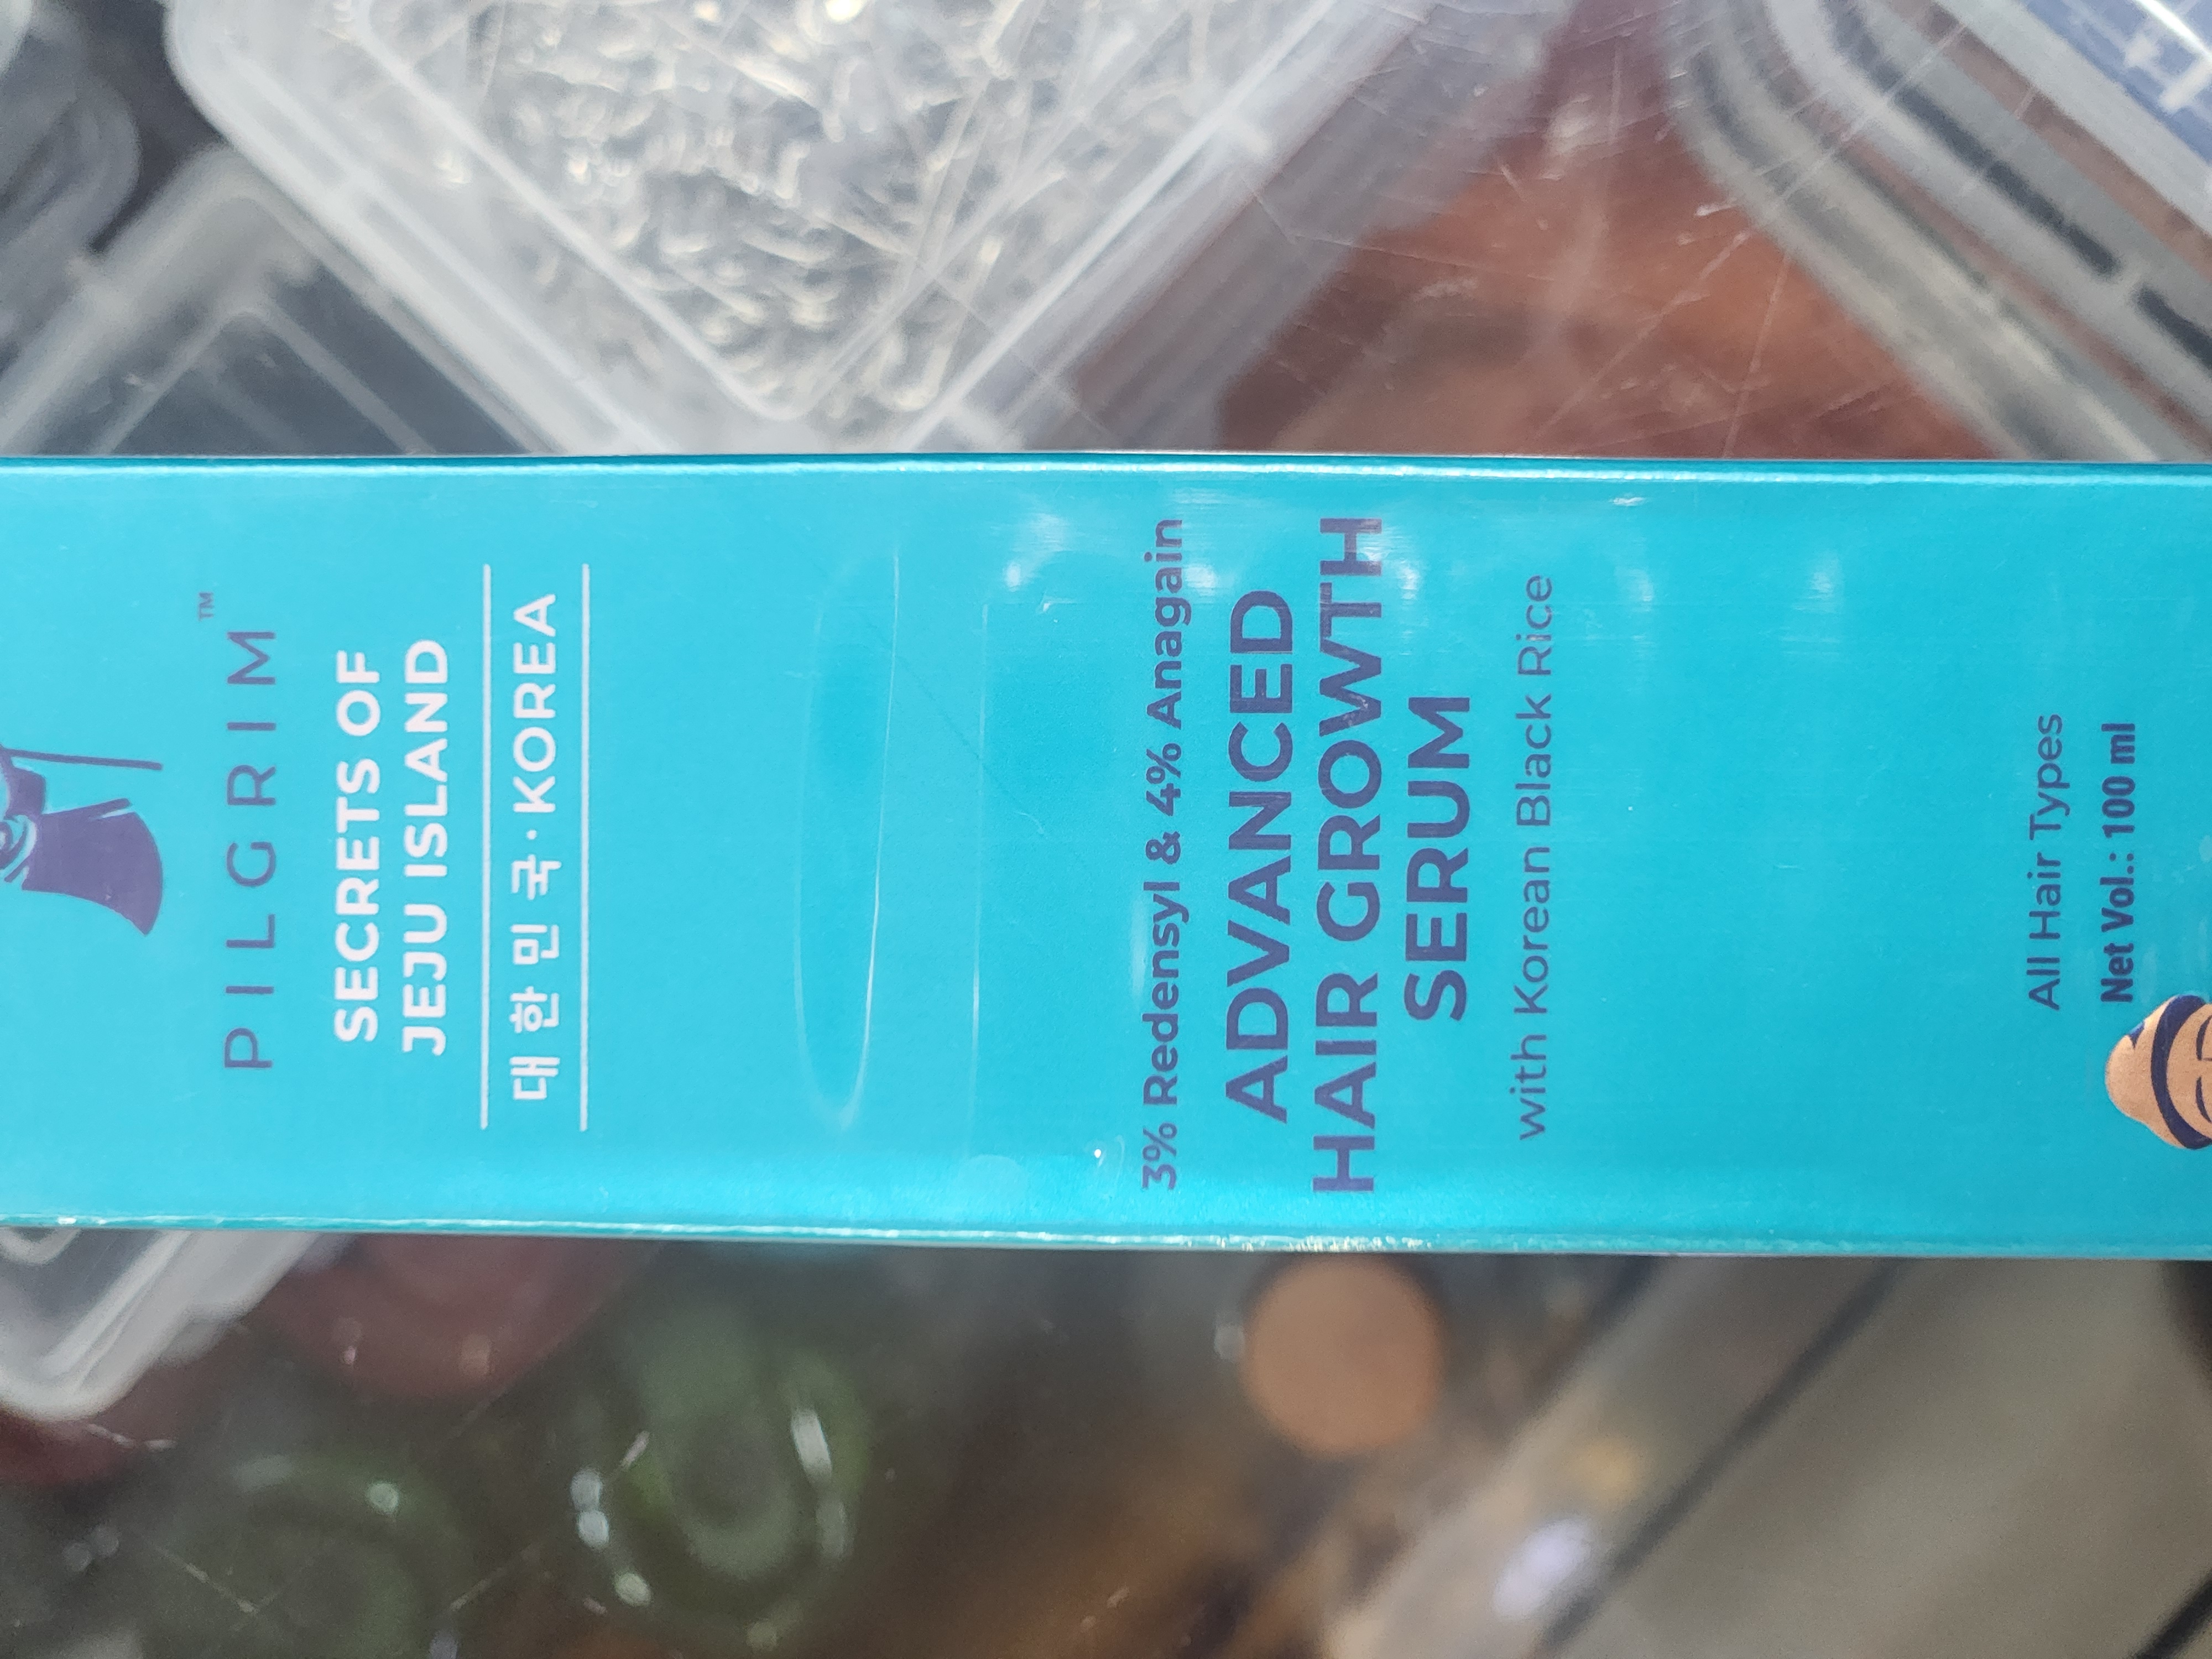 PILGRIM™
SECRETS OF
JEJU ISLAND
대한민국·KOREA
3% Redensyl & 4% Anagain
ADVANCED
HAIR GROWTH
SERUM
with Korean Black Rice
All Hair Types
Net Vol.: 100 ml